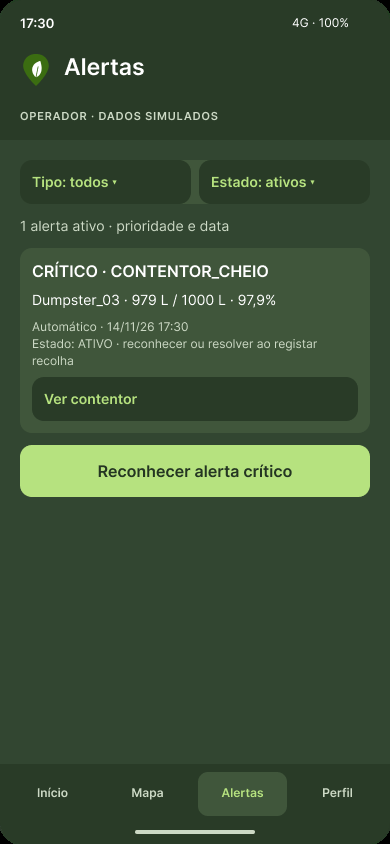 17:30
4G · 100%
Alertas
OPERADOR · DADOS SIMULADOS
Tipo: todos ▾
Estado: ativos ▾
1 alerta ativo · prioridade e data
CRÍTICO · CONTENTOR_CHEIO
Dumpster_03 · 979 L / 1000 L · 97,9%
Automático · 14/11/26 17:30
Estado: ATIVO · reconhecer ou resolver ao registar
recolha
Ver contentor
Reconhecer alerta crítico
Início
Mapa
Alertas
Perfil